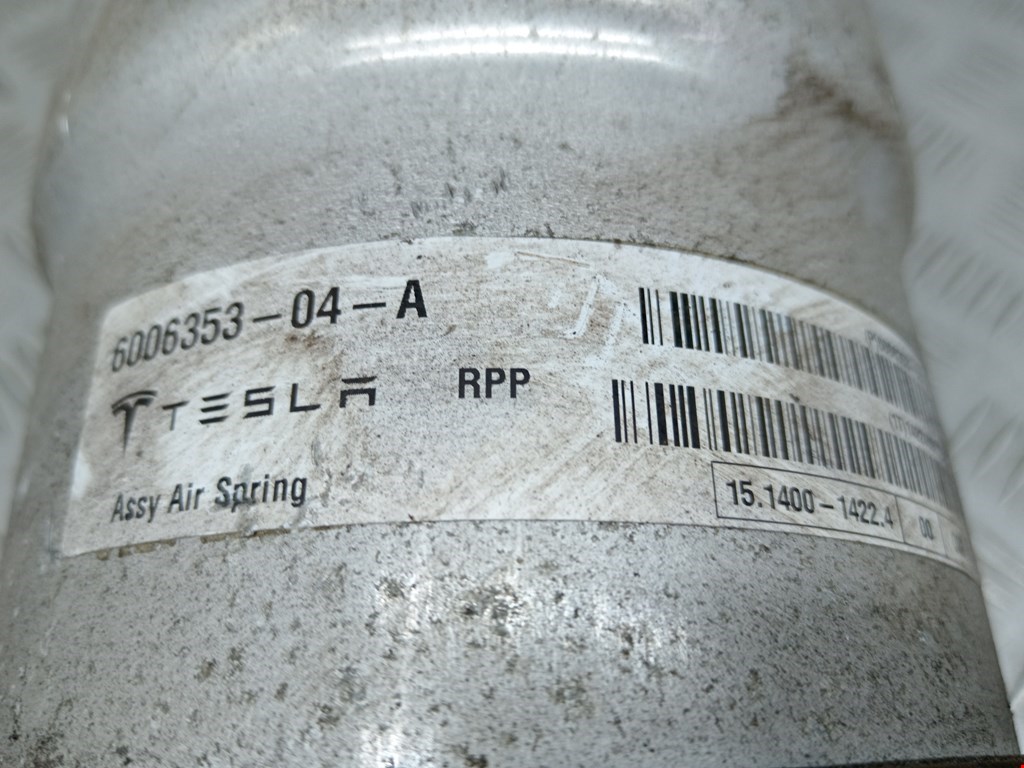 6006353-04-A
TESLA
RPP
Assy Air Spring
15.1400-1422.4
00